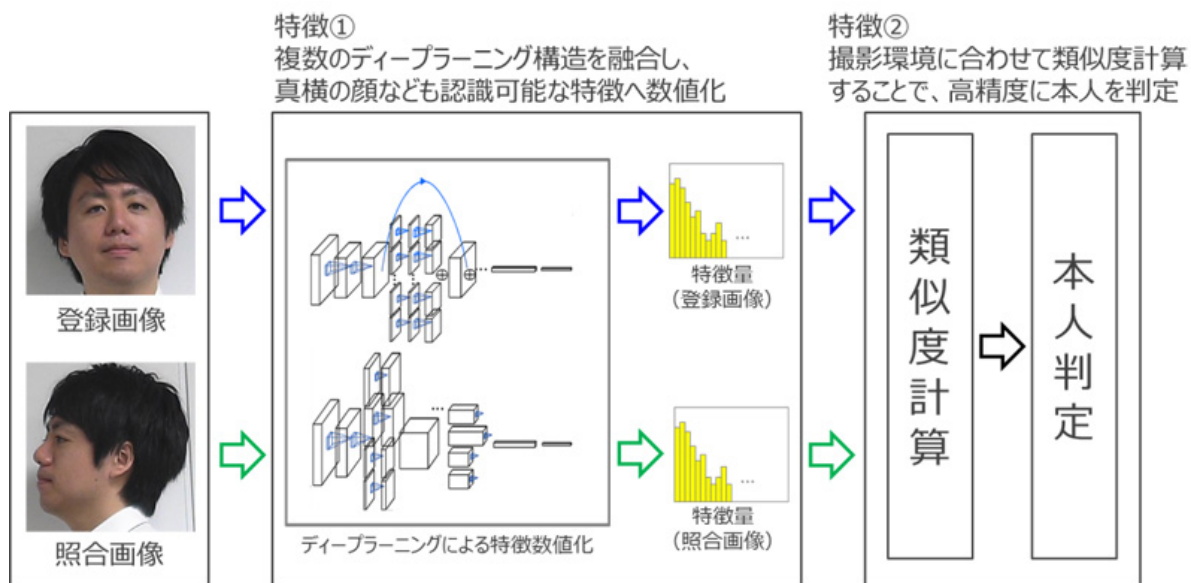 特徴①
複数のディープラーニング構造を融合し、
真横の顔なども認識可能な特徴へ数値化
特徴②
撮影環境に合わせて類似度計算
することで、高精度に本人を判定
登録画像
照合画像
ディープラーニングによる特徴数値化
特徴量
(登録画像)
特徴量
(照合画像)
類似度計算
本人判定